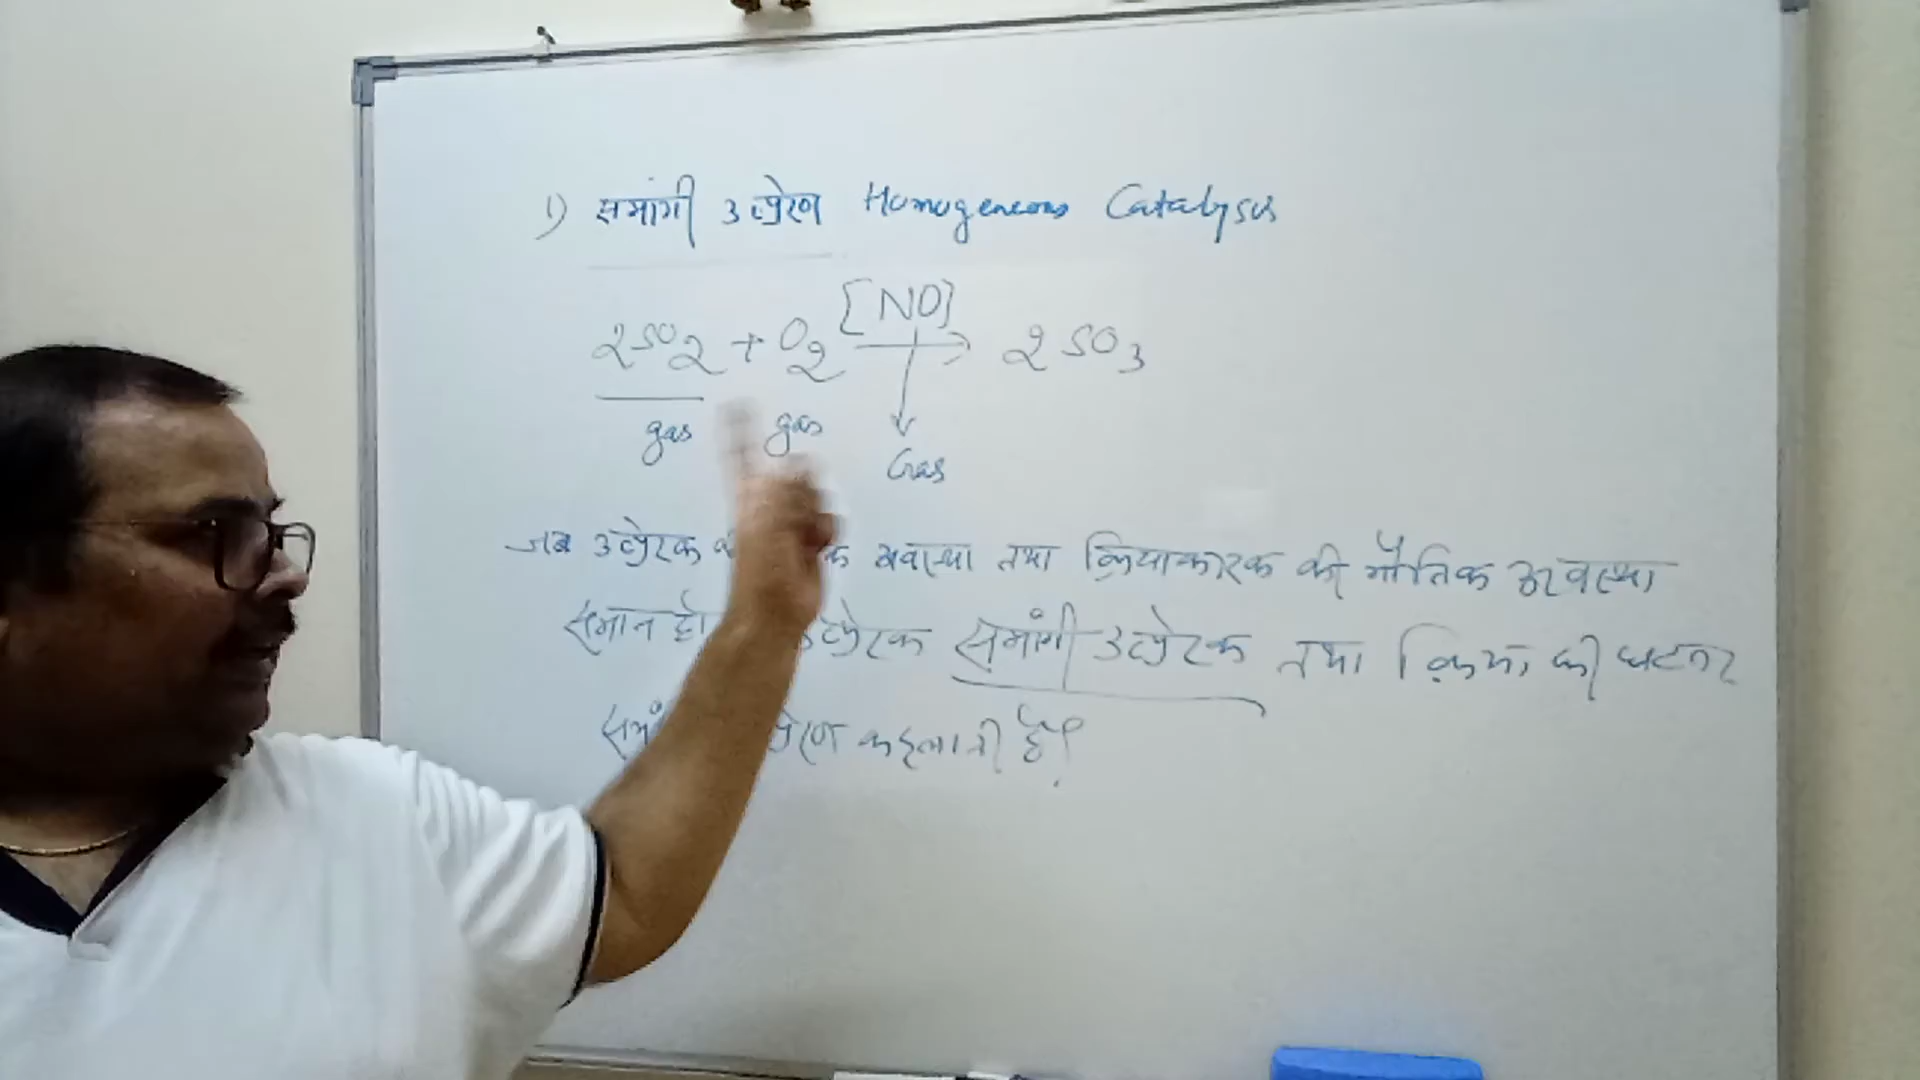 1) समांगी उत्प्रेरण Homogeneous Catalysis
[NO]
2SO2 + O2 → 2SO3
gas gas Gas
जब उत्प्रेरक की अवस्था तथा क्रियाकारक की भौतिक अवस्था
समान हो उत्प्रेरक समांगी उत्प्रेरक तथा क्रिया की घटना
कहलाती है।